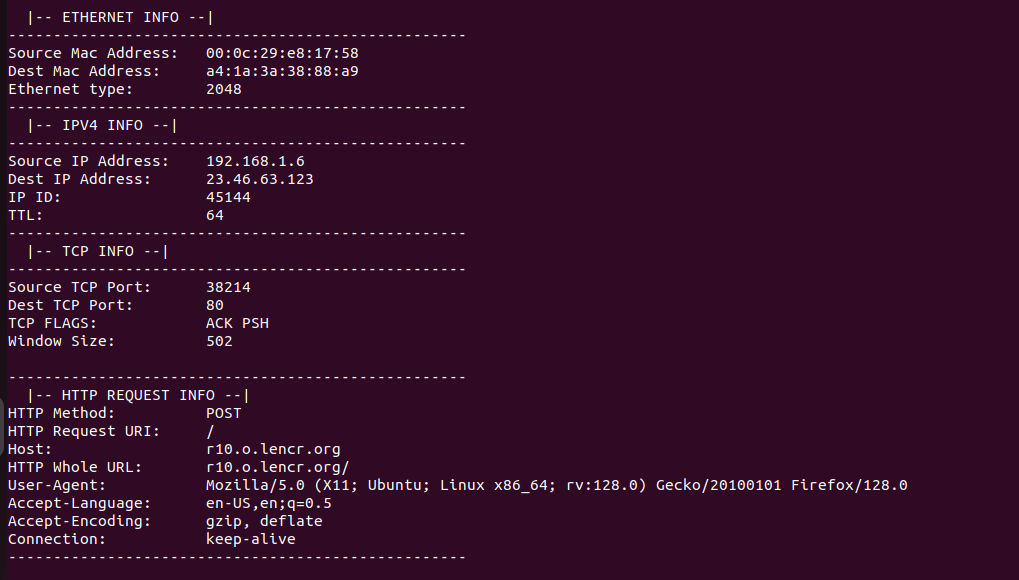 |-- ETHERNET INFO --|
---------------------------------------------------
Source Mac Address:   00:0c:29:e8:17:58
Dest Mac Address:     a4:1a:3a:38:88:a9
Ethernet type:        2048
---------------------------------------------------
|-- IPV4 INFO --|
---------------------------------------------------
Source IP Address:    192.168.1.6
Dest IP Address:      23.46.63.123
IP ID:                45144
TTL:                  64
---------------------------------------------------
|-- TCP INFO --|
---------------------------------------------------
Source TCP Port:      38214
Dest TCP Port:        80
TCP FLAGS:            ACK PSH
Window Size:          502
---------------------------------------------------
|-- HTTP REQUEST INFO --|
HTTP Method:          POST
HTTP Request URI:     /
Host:                 r10.o.lencr.org
HTTP Whole URL:       r10.o.lencr.org/
User-Agent:           Mozilla/5.0 (X11; Ubuntu; Linux x86_64; rv:128.0) Gecko/20100101 Firefox/128.0
Accept-Language:      en-US,en;q=0.5
Accept-Encoding:      gzip, deflate
Connection:           keep-alive
---------------------------------------------------